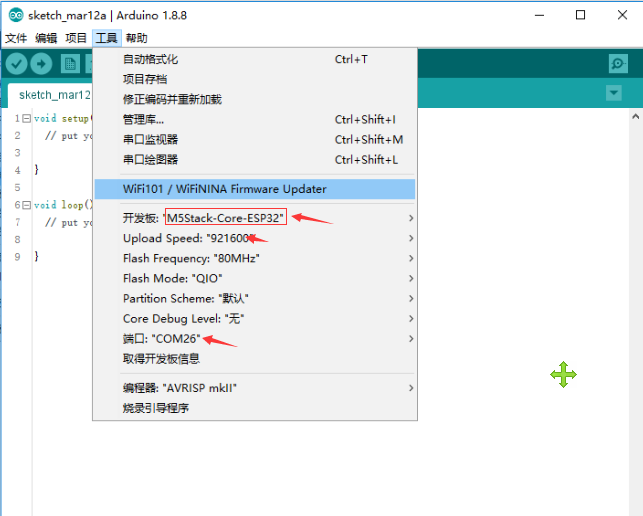 sketch_mar12a | Arduino 1.8.8
文件 编辑 项目 工具 帮助
自动格式化 Ctrl+T
项目存档
修正编码并重新加载
管理库... Ctrl+Shift+I
串口监视器 Ctrl+Shift+M
串口绘图器 Ctrl+Shift+L
WiFi101 / WiFiNINA Firmware Updater
开发板: "M5Stack-Core-ESP32"
Upload Speed: "921600"
Flash Frequency: "80MHz"
Flash Mode: "QIO"
Partition Scheme: "默认"
Core Debug Level: "无"
端口: "COM26"
取得开发板信息
编程器: "AVRISP mkII"
烧录引导程序
sketch_mar12
1 void setup(
2 // put yo
3
4 }
5
6 void loop()
7 // put yo
8
9 }